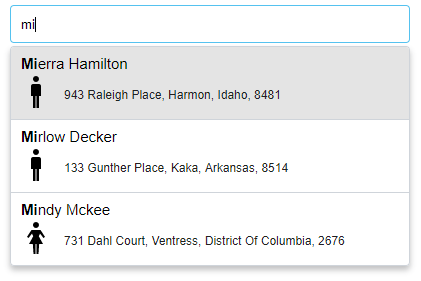 mi
Mierra Hamilton
943 Raleigh Place, Harmon, Idaho, 8481
Mirlow Decker
133 Gunther Place, Kaka, Arkansas, 8514
Mindy Mckee
731 Dahl Court, Ventress, District Of Columbia, 2676